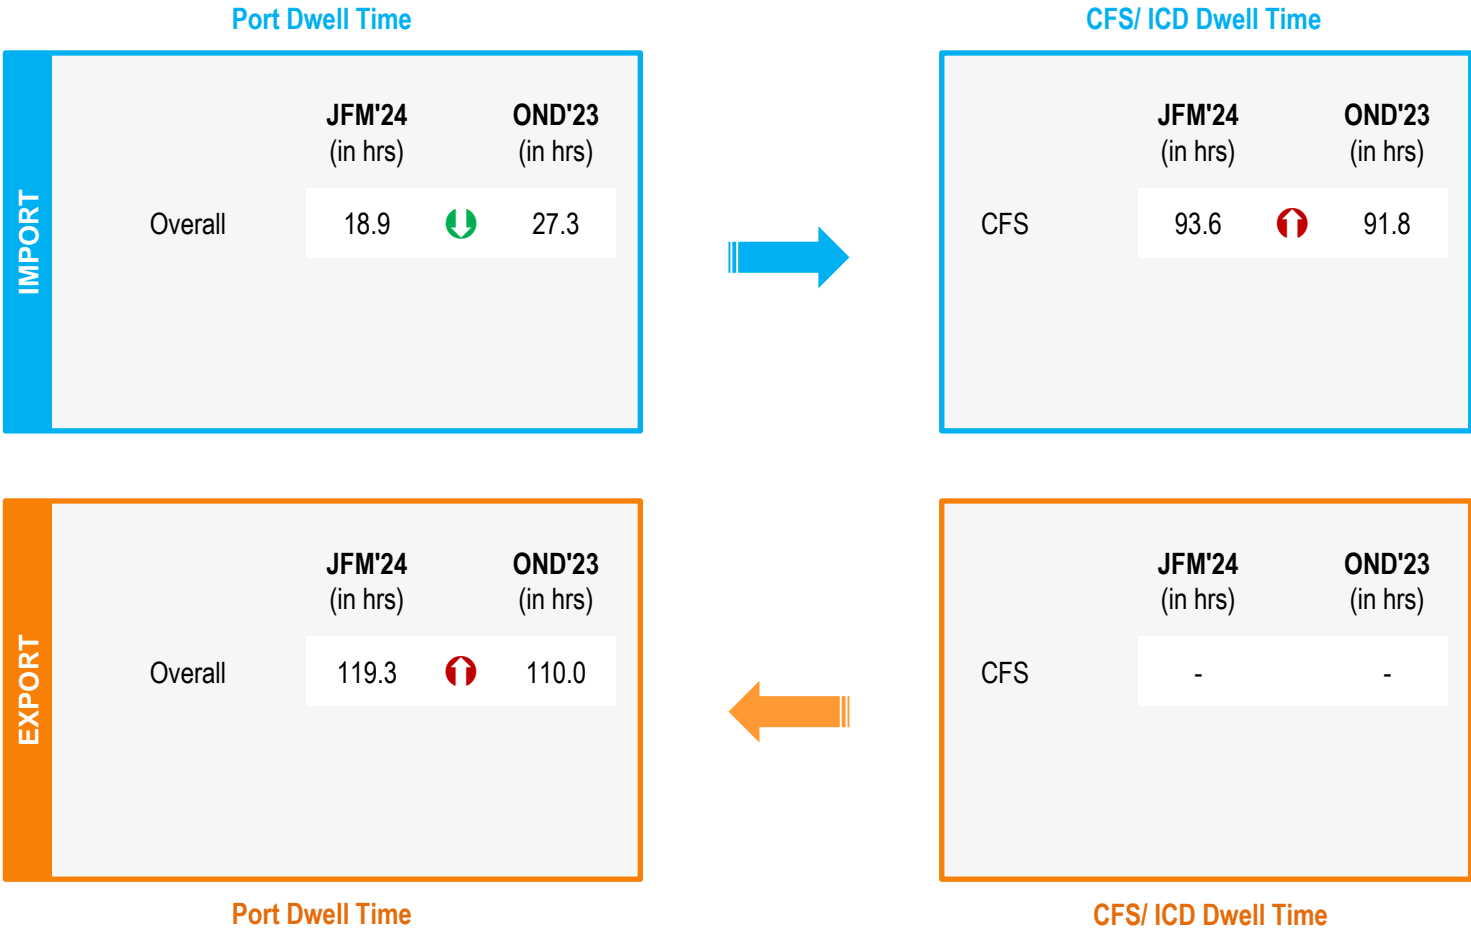 Port Dwell Time
CFS/ ICD Dwell Time
IMPORT
JFM'24 OND'23
(in hrs) (in hrs)
Overall 18.9 27.3
JFM'24 OND'23
(in hrs) (in hrs)
CFS 93.6 91.8
EXPORT
JFM'24 OND'23
(in hrs) (in hrs)
Overall 119.3 110.0
JFM'24 OND'23
(in hrs) (in hrs)
CFS - -
Port Dwell Time
CFS/ ICD Dwell Time